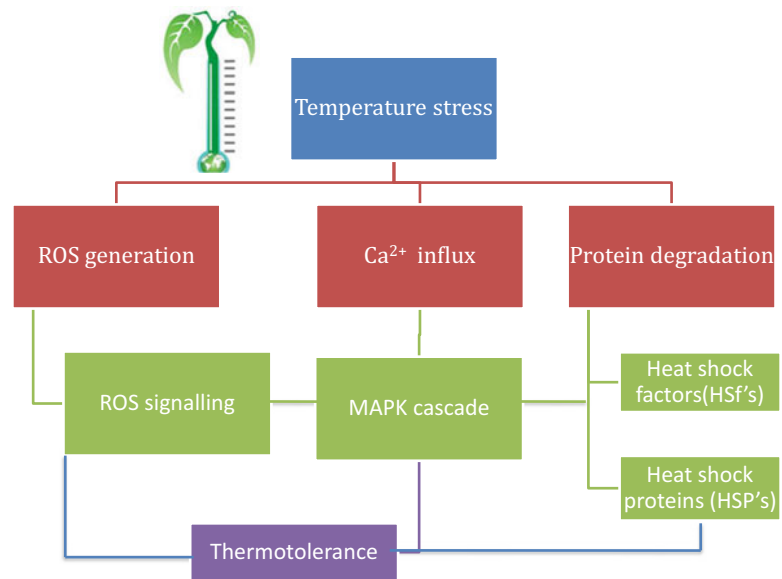 Temperature stress
ROS generation
Ca²⁺ influx
Protein degradation
ROS signalling
MAPK cascade
Heat shock
factors(HSf's)
Heat shock
proteins (HSP's)
Thermotolerance